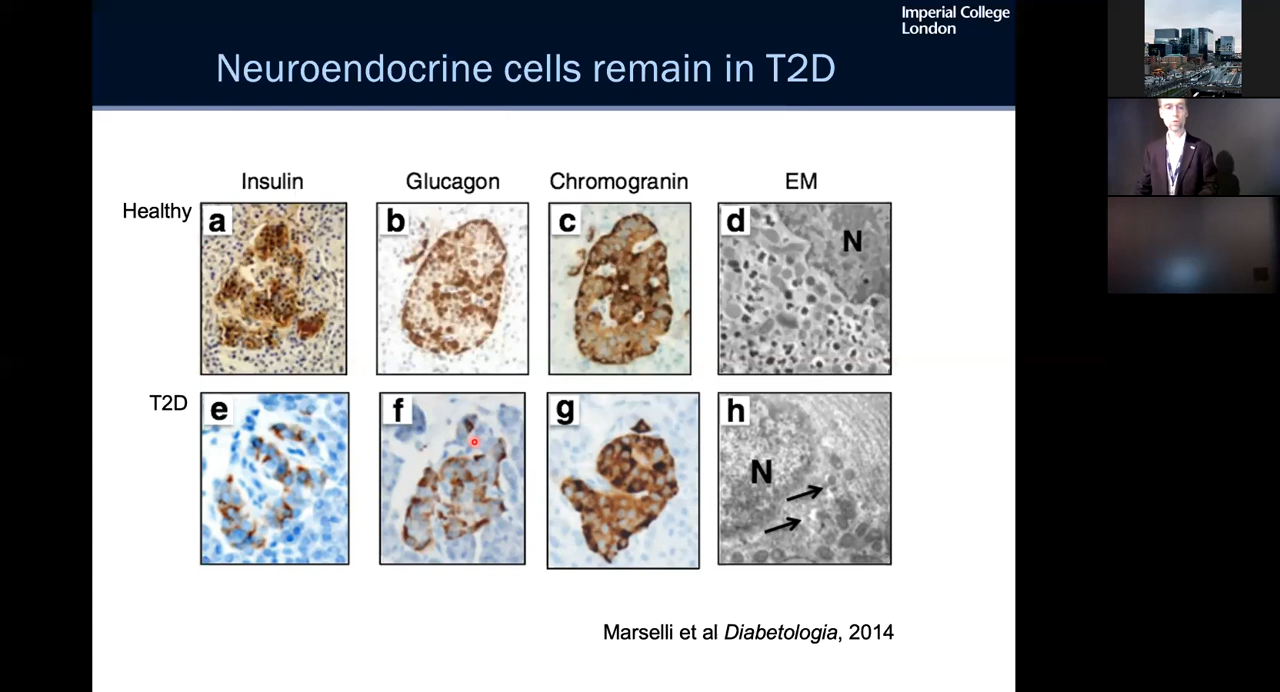 Imperial College
London
Neuroendocrine cells remain in T2D
Insulin Glucagon Chromogranin EM
Healthy
a b c d
N
T2D
e f g h
N
Marselli et al Diabetologia, 2014